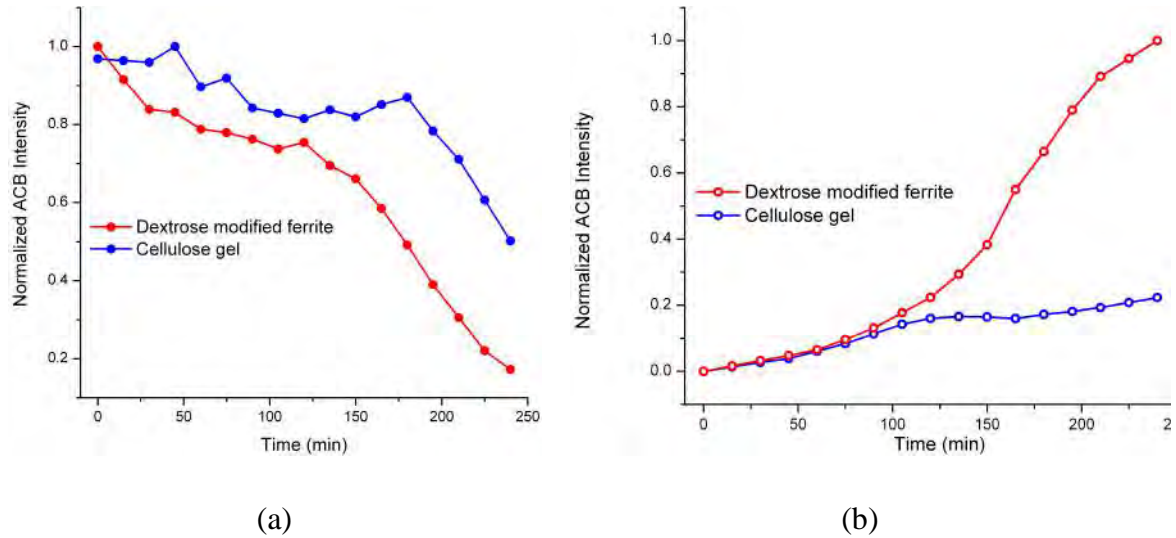 Normalized ACB Intensity
1.0
0.8
0.6
0.4
0.2
Dextrose modified ferrite
Cellulose gel
0
50
100
150
200
250
Time (min)
(a)
Normalized ACB Intensity
1.0
0.8
0.6
0.4
0.2
0.0
Dextrose modified ferrite
Cellulose gel
0
50
100
150
200
2
Time (min)
(b)